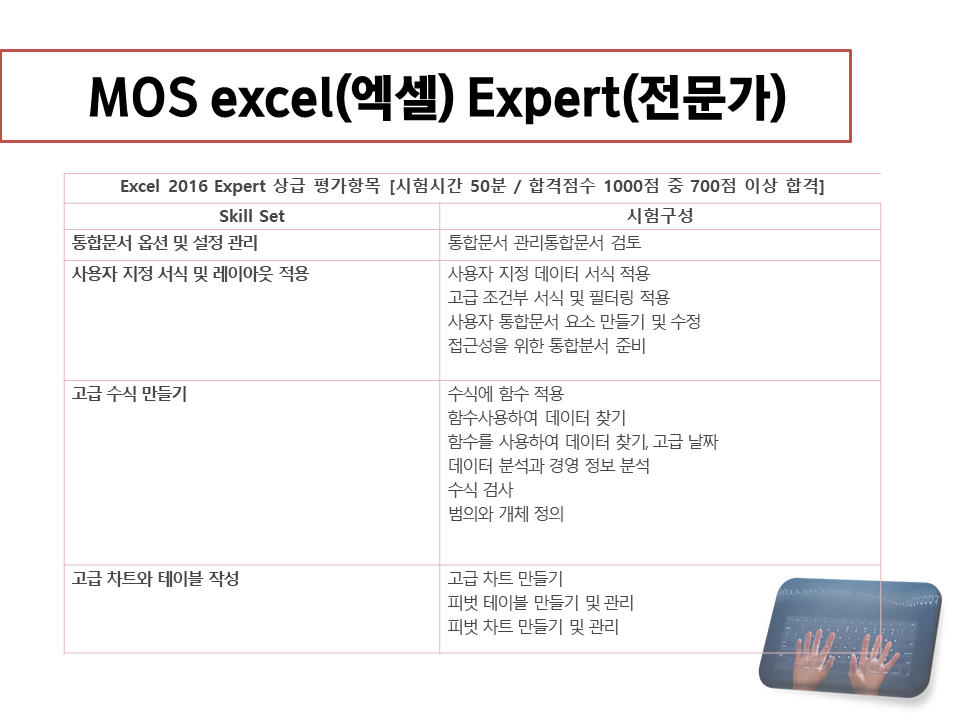 MOS excel(엑셀) Expert(전문가)
Excel 2016 Expert 상급 평가항목 [시험시간 50분 / 합격점수 1000점 중 700점 이상 합격]
Skill Set
시험구성
통합문서 옵션 및 설정 관리
통합문서 관리통합문서 검토
사용자 지정 서식 및 레이아웃 적용
사용자 지정 데이터 서식 적용
고급 조건부 서식 및 필터링 적용
사용자 통합문서 요소 만들기 및 수정
접근성을 위한 통합분서 준비
고급 수식 만들기
수식에 함수 적용
함수사용하여 데이터 찾기
함수를 사용하여 데이터 찾기, 고급 날짜
데이터 분석과 경영 정보 분석
수식 검사
범의와 개체 정의
고급 차트와 테이블 작성
고급 차트 만들기
피벗 테이블 만들기 및 관리
피벗 차트 만들기 및 관리